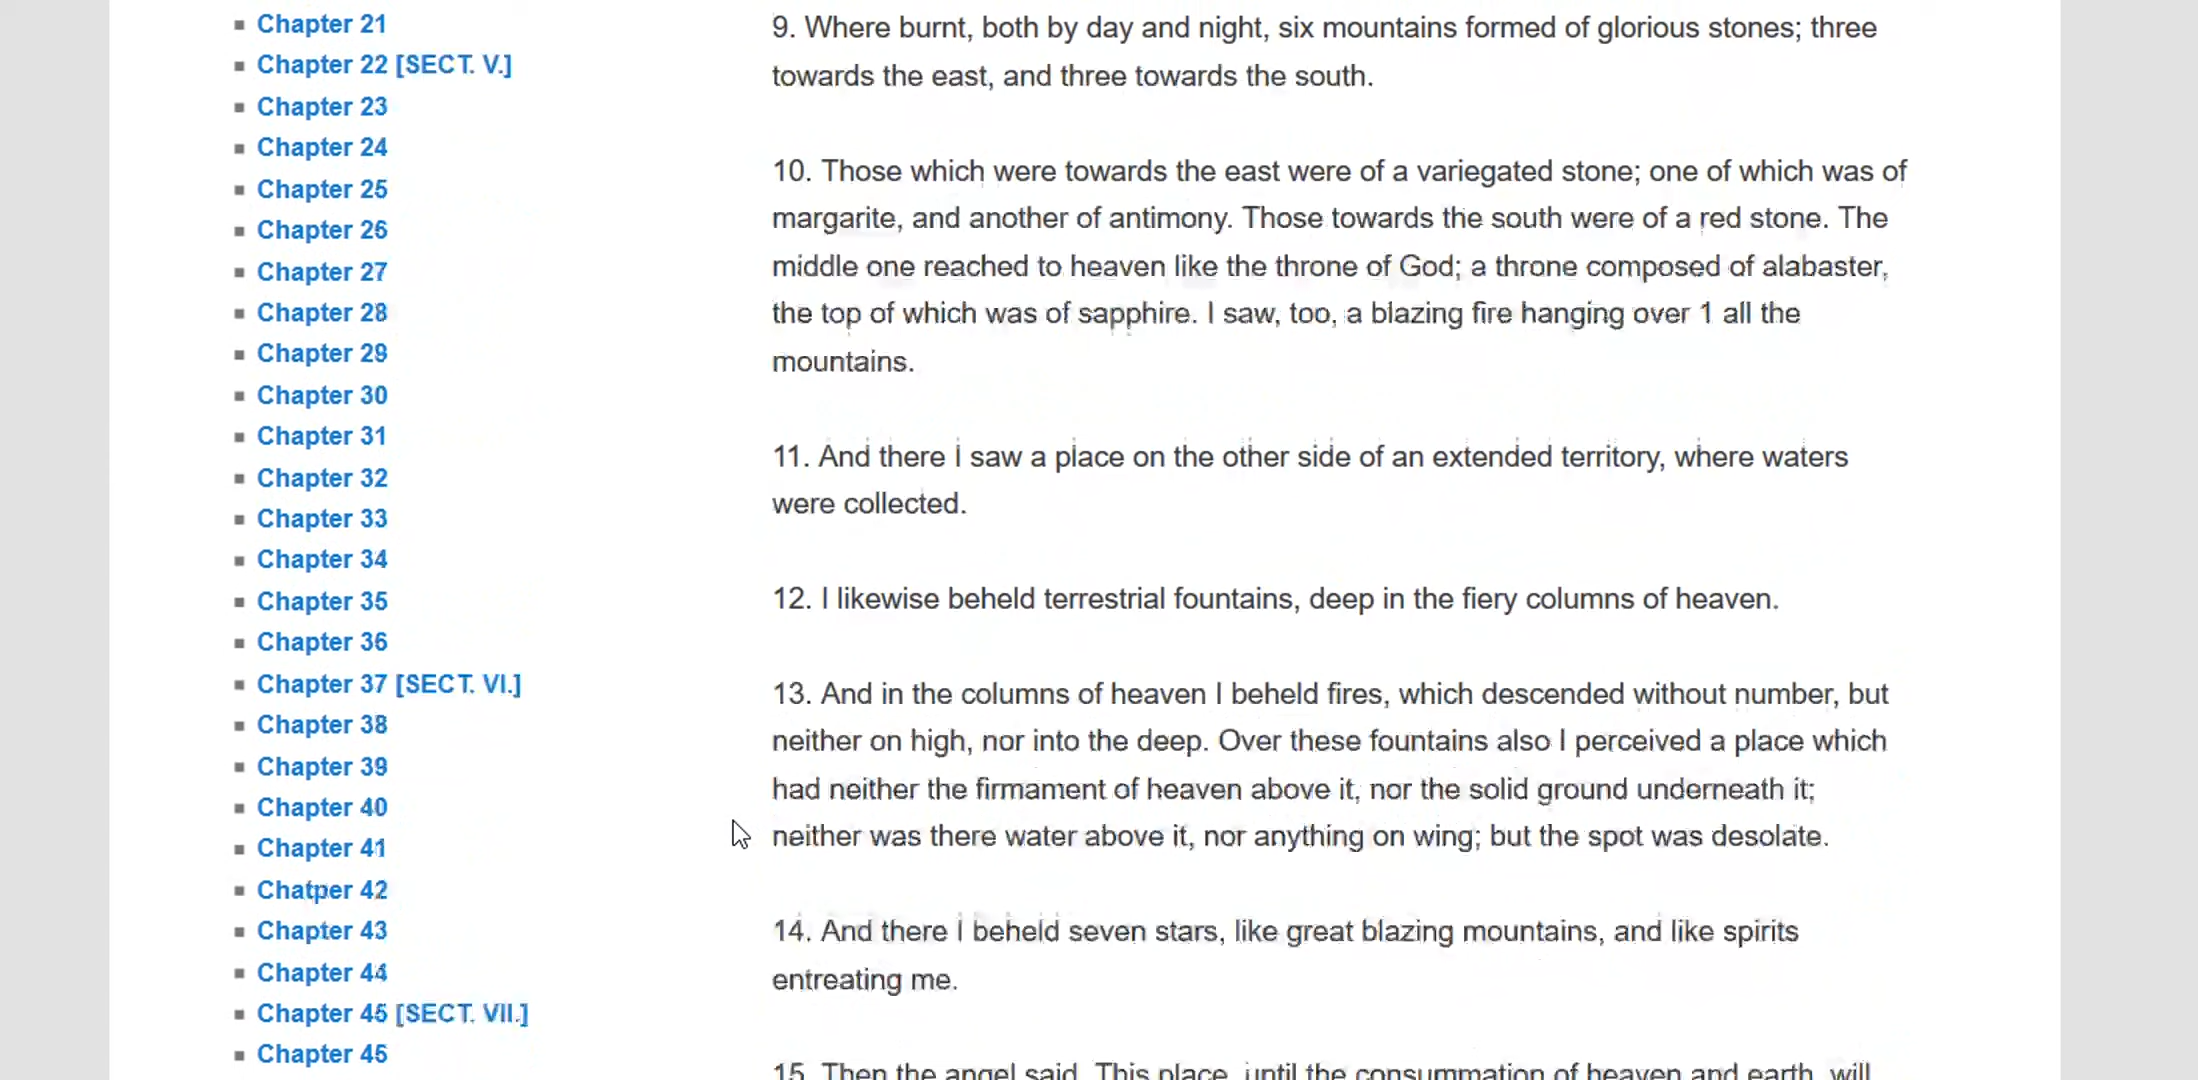 Chapter 21
Chapter 22 [SECT. V.]
Chapter 23
Chapter 24
Chapter 25
Chapter 26
Chapter 27
Chapter 28
Chapter 29
Chapter 30
Chapter 31
Chapter 32
Chapter 33
Chapter 34
Chapter 35
Chapter 36
Chapter 37 [SECT. VI.]
Chapter 38
Chapter 39
Chapter 40
Chapter 41
Chatper 42
Chapter 43
Chapter 44
Chapter 45 [SECT. VII.]
Chapter 45
9. Where burnt, both by day and night, six mountains formed of glorious stones; three
towards the east, and three towards the south.
10. Those which were towards the east were of a variegated stone; one of which was of
margarite, and another of antimony. Those towards the south were of a red stone. The
middle one reached to heaven like the throne of God; a throne composed of alabaster,
the top of which was of sapphire. I saw, too, a blazing fire hanging over 1 all the
mountains.
11. And there I saw a place on the other side of an extended territory, where waters
were collected.
12. I likewise beheld terrestrial fountains, deep in the fiery columns of heaven.
13. And in the columns of heaven I beheld fires, which descended without number, but
neither on high, nor into the deep. Over these fountains also I perceived a place which
had neither the firmament of heaven above it, nor the solid ground underneath it;
neither was there water above it, nor anything on wing; but the spot was desolate.
14. And there I beheld seven stars, like great blazing mountains, and like spirits
entreating me.
15. Then the angel said, This place, until the consummation of heaven and earth, will